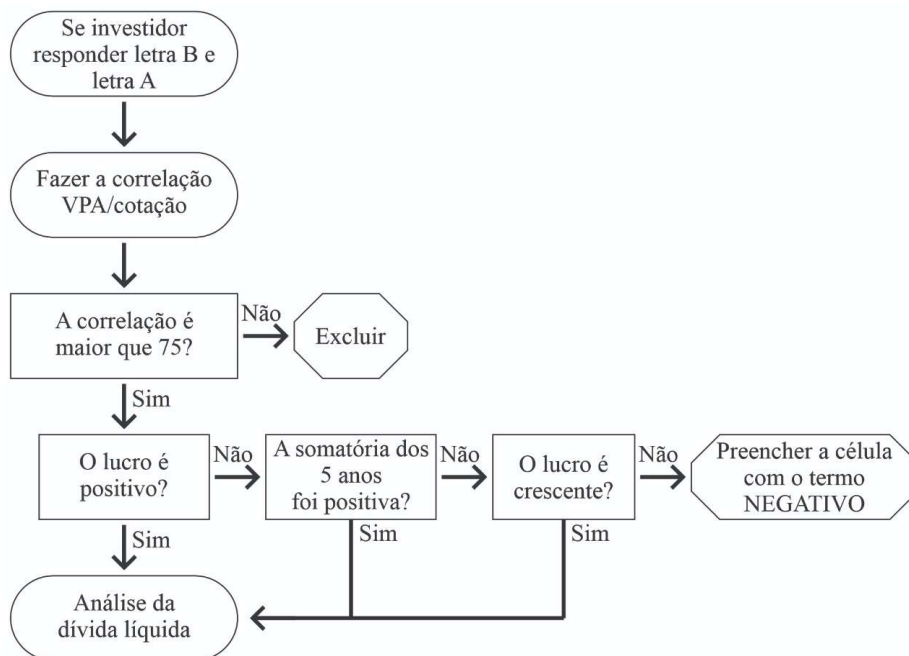 Se investidor
responder letra B e
letra A
Fazer a correlação
VPA/cotação
A correlação é
maior que 75?
Não
Excluir
Sim
O lucro é
positivo?
Não
A somatória dos
5 anos
foi positiva?
Não
O lucro é
crescente?
Não
Preencher a célula
com o termo
NEGATIVO
Sim
Sim
Sim
Análise da
dívida líquida